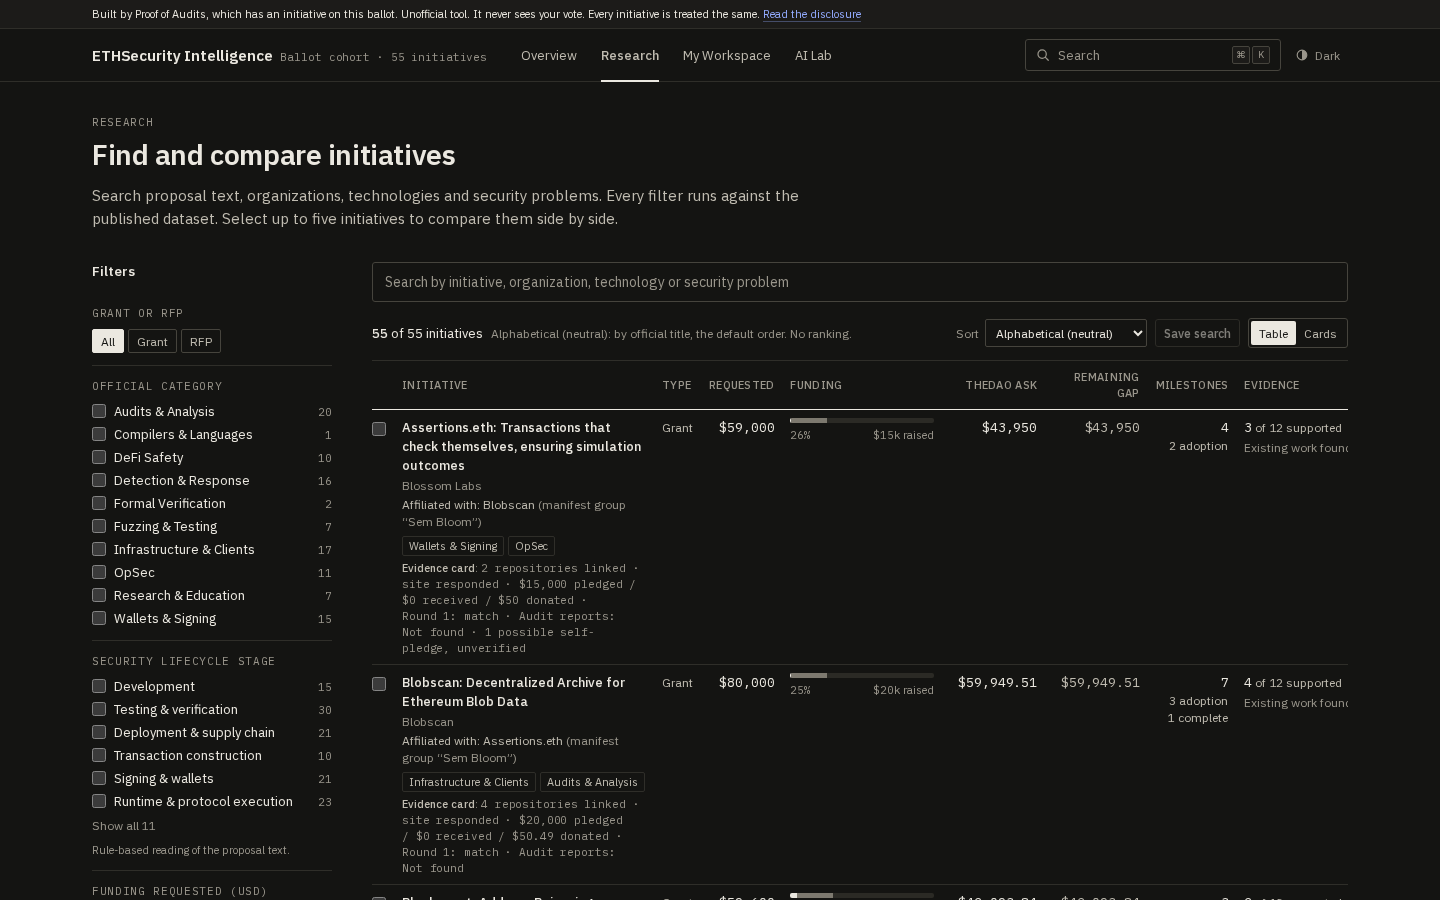 Built by Proof of Audits, which has an initiative on this ballot. Unofficial tool. It never sees your vote. Every initiative is treated the same. Read the disclosure
ETHSecurity Intelligence Ballot cohort · 55 initiatives Overview Research My Workspace AI Lab Search ⌘ K Dark
RESEARCH
Find and compare initiatives
Search proposal text, organizations, technologies and security problems. Every filter runs against the
published dataset. Select up to five initiatives to compare them side by side.
Filters
GRANT OR RFP
All Grant RFP
OFFICIAL CATEGORY
Audits & Analysis 20
Compilers & Languages 1
DeFi Safety 10
Detection & Response 16
Formal Verification 2
Fuzzing & Testing 7
Infrastructure & Clients 17
OpSec 11
Research & Education 7
Wallets & Signing 15
SECURITY LIFECYCLE STAGE
Development 15
Testing & verification 30
Deployment & supply chain 21
Transaction construction 10
Signing & wallets 21
Runtime & protocol execution 23
Show all 11
Rule-based reading of the proposal text.
FUNDING REQUESTED (USD)
Search by initiative, organization, technology or security problem
55 of 55 initiatives Alphabetical (neutral): by official title, the default order. No ranking. Sort Alphabetical (neutral) Save search Table Cards
INITIATIVE TYPE REQUESTED FUNDING THEDAO ASK REMAINING GAP MILESTONES EVIDENCE
Assertions.eth: Transactions that
check themselves, ensuring simulation
outcomes
Blossom Labs
Affiliated with: Blobscan (manifest group
“Sem Bloom”)
Wallets & Signing OpSec
Evidence card: 2 repositories linked ·
site responded · $15,000 pledged /
$0 received / $50 donated ·
Round 1: match · Audit reports:
Not found · 1 possible self-
pledge, unverified
Grant $59,000 26% $15k raised $43,950 $43,950 4
2 adoption
3 of 12 supported
Existing work found
Blobscan: Decentralized Archive for
Ethereum Blob Data
Blobscan
Affiliated with: Assertions.eth (manifest
group “Sem Bloom”)
Infrastructure & Clients Audits & Analysis
Evidence card: 4 repositories linked ·
site responded · $20,000 pledged
/ $0 received / $50.49 donated ·
Round 1: match · Audit reports:
Not found
Grant $80,000 25% $20k raised $59,949.51 $59,949.51 7
3 adoption
1 complete
4 of 12 supported
Existing work found